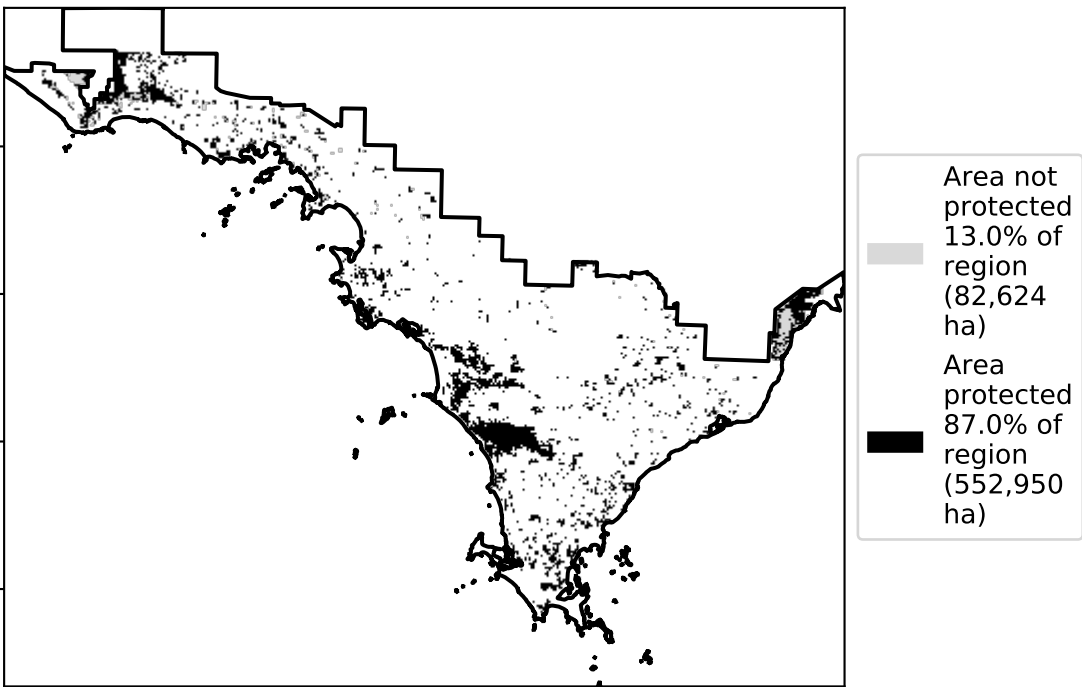 Area not
protected
13.0% of
region
(82,624
ha)
Area
protected
87.0% of
region
(552,950
ha)